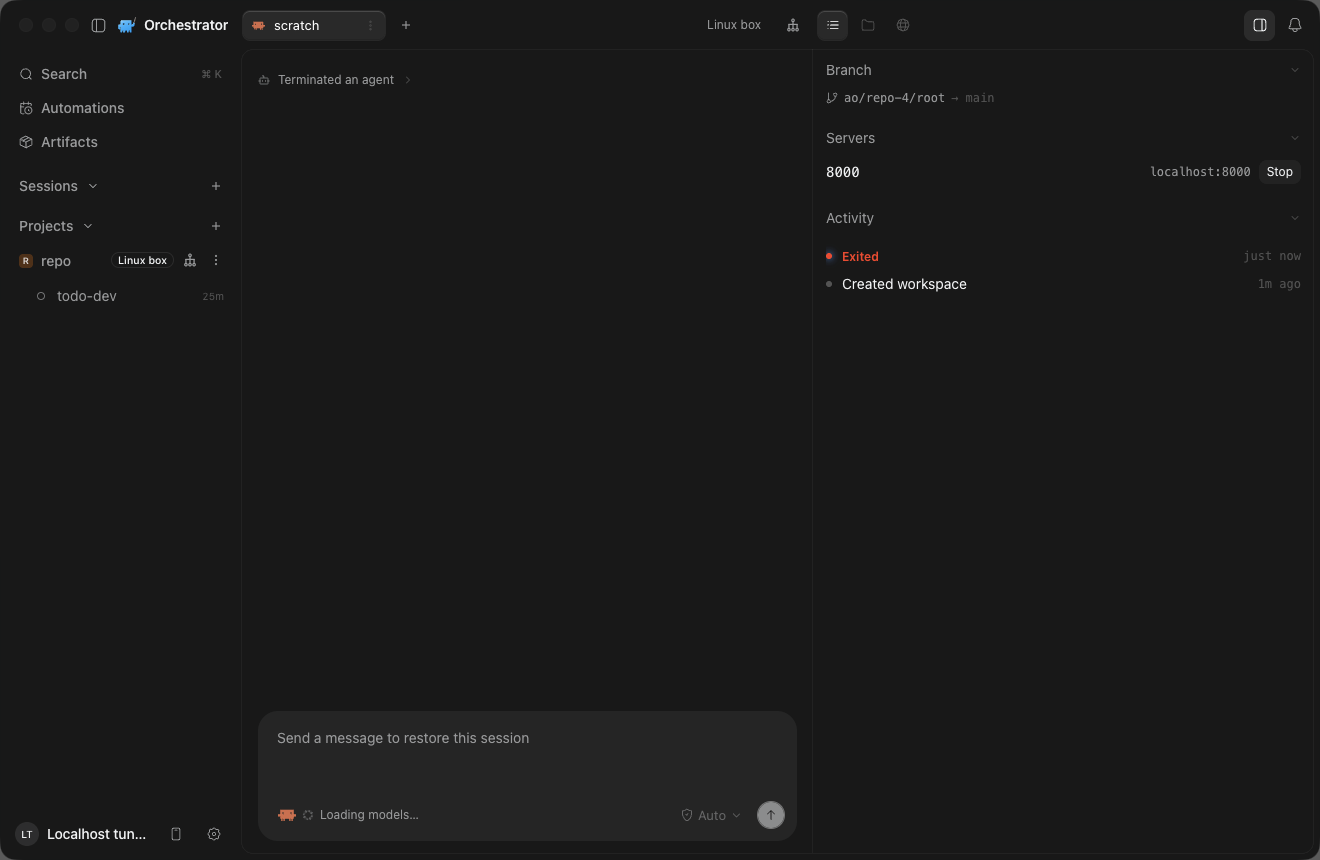 Orchestrator
scratch
Linux box
Search ⌘ K
Automations
Artifacts
Sessions
Projects
R repo Linux box
todo-dev 25m
LT Localhost tun...
Terminated an agent
Send a message to restore this session
Loading models...
Auto
Branch
ao/repo-4/root → main
Servers
8000 localhost:8000 Stop
Activity
Exited just now
Created workspace 1m ago